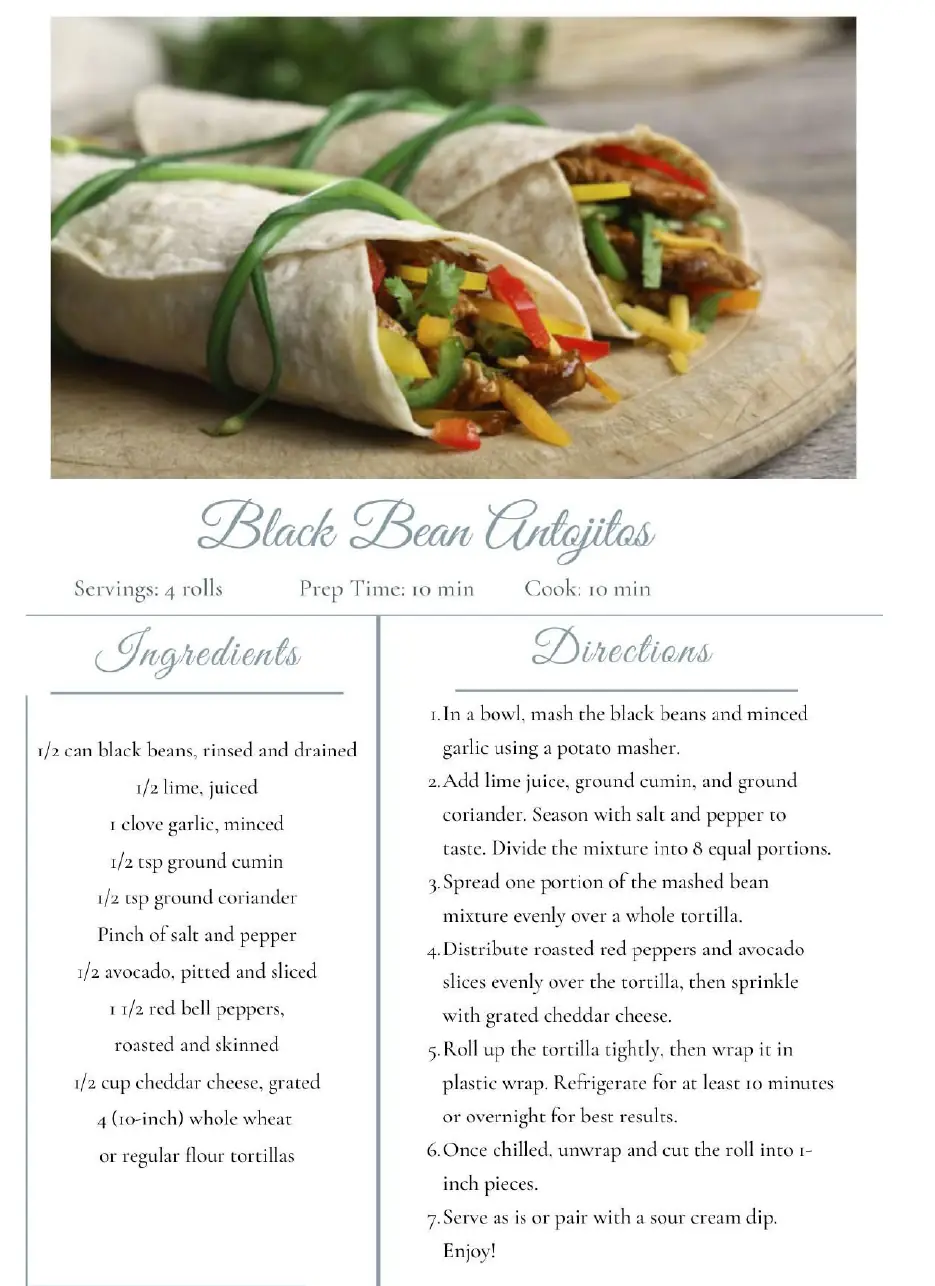 Black Bean Antojitos
Servings: 4 rolls Prep Time: 10 min Cook: 10 min
Ingredients
1/2 can black beans, rinsed and drained
1/2 lime, juiced
1 clove garlic, minced
1/2 tsp ground cumin
1/2 tsp ground coriander
Pinch of salt and pepper
1/2 avocado, pitted and sliced
1 1/2 red bell peppers,
roasted and skinned
1/2 cup cheddar cheese, grated
4 (10-inch) whole wheat
or regular flour tortillas
Directions
1. In a bowl, mash the black beans and minced
garlic using a potato masher.
2. Add lime juice, ground cumin, and ground
coriander. Season with salt and pepper to
taste. Divide the mixture into 8 equal portions.
3. Spread one portion of the mashed bean
mixture evenly over a whole tortilla.
4. Distribute roasted red peppers and avocado
slices evenly over the tortilla, then sprinkle
with grated cheddar cheese.
5. Roll up the tortilla tightly, then wrap it in
plastic wrap. Refrigerate for at least 10 minutes
or overnight for best results.
6. Once chilled, unwrap and cut the roll into 1-
inch pieces.
7. Serve as is or pair with a sour cream dip.
Enjoy!